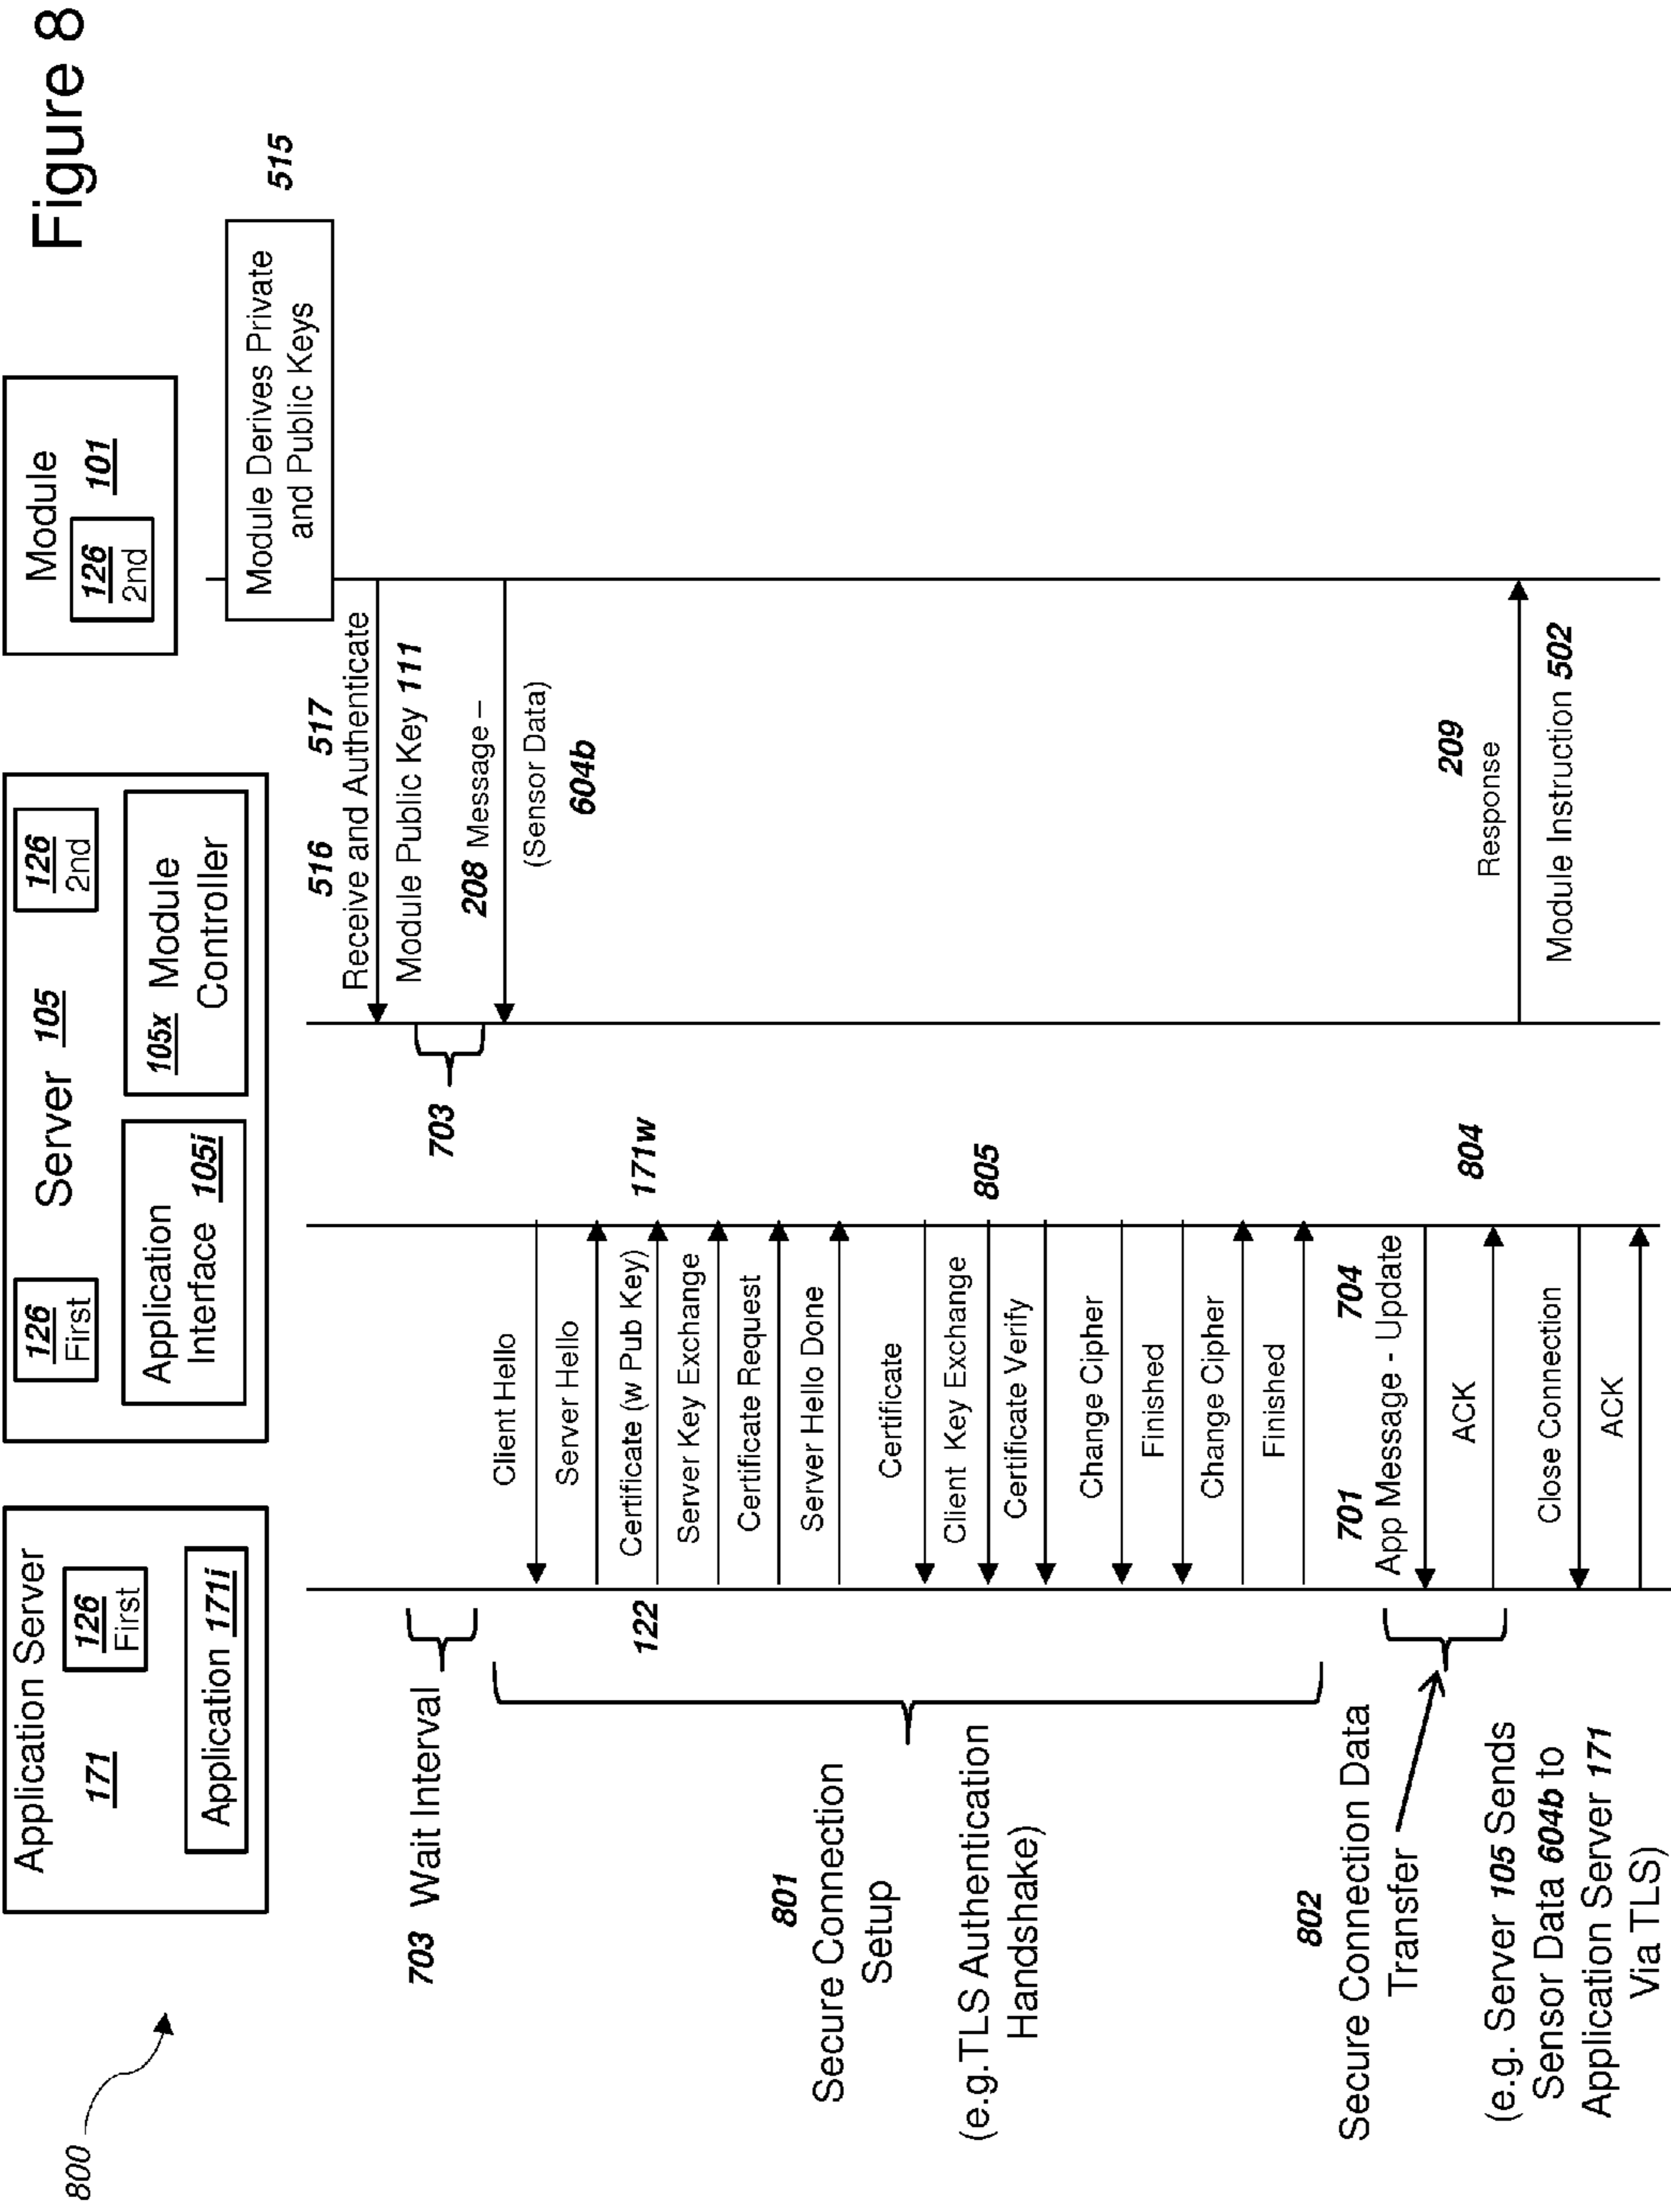 Figure 8
800
Application Server
171
126
First
Application 171i
Server 105
126
First
126
2nd
Application
Interface 105i
105x Module
Controller
Module
126
2nd
101
Module Derives Private
and Public Keys
515
516
517
Receive and Authenticate
Module Public Key 111
703 Wait Interval
703
208 Message –
(Sensor Data)
604b
Client Hello
Server Hello
122
Certificate (w Pub Key)
171w
Server Key Exchange
Certificate Request
Server Hello Done
801
Secure Connection
Setup
(e.g.TLS Authentication
Handshake)
Certificate
Client Key Exchange
805
Certificate Verify
Change Cipher
Finished
Change Cipher
Finished
802
Secure Connection Data
Transfer
701
704
App Message - Update
ACK
804
209
Response
Module Instruction 502
(e.g. Server 105 Sends
Sensor Data 604b to
Application Server 171
Via TLS)
Close Connection
ACK